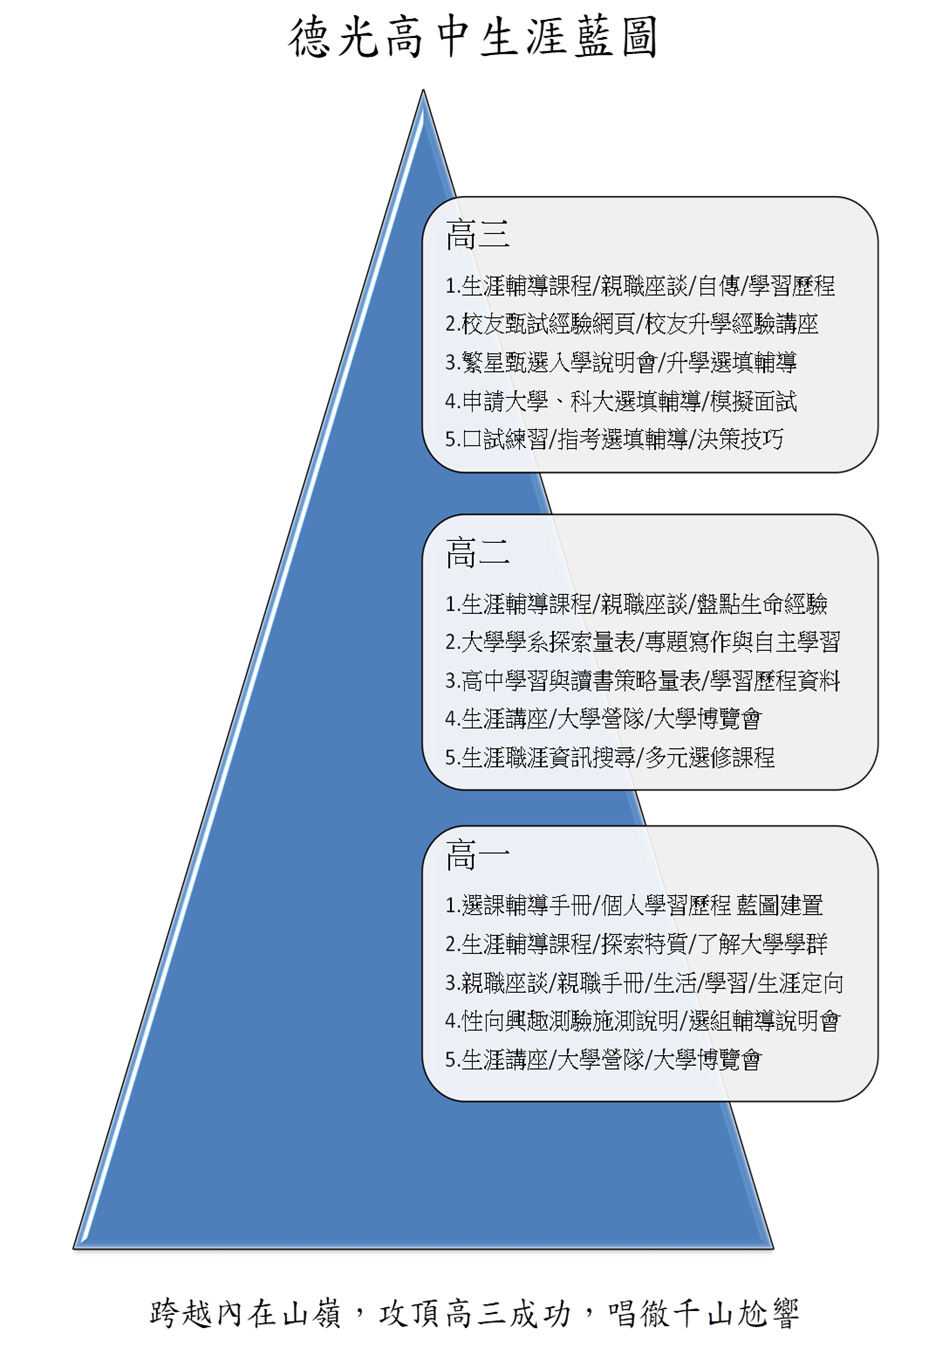 德光高中生涯藍圖
高三
1.生涯輔導課程/親職座談/自傳/學習歷程
2.校友甄試經驗網頁/校友升學經驗講座
3.繁星甄選入學說明會/升學選填輔導
4.申請大學、科大選填輔導/模擬面試
5.口試練習/指考選填輔導/決策技巧
高二
1.生涯輔導課程/親職座談/盤點生命經驗
2.大學學系探索量表/專題寫作與自主學習
3.高中學習與讀書策略量表/學習歷程資料
4.生涯講座/大學營隊/大學博覽會
5.生涯職涯資訊搜尋/多元選修課程
高一
1.選課輔導手冊/個人學習歷程 藍圖建置
2.生涯輔導課程/探索特質/了解大學學群
3.親職座談/親職手冊/生活/學習/生涯定向
4.性向興趣測驗施測說明/選組輔導說明會
5.生涯講座/大學營隊/大學博覽會
跨越內在山嶺，攻頂高三成功，唱徹千山尬響